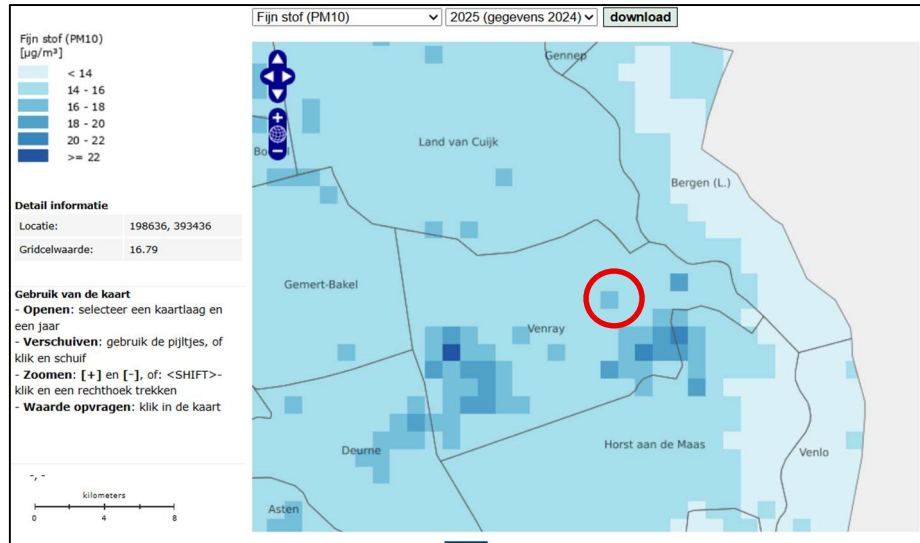 Fijn stof (PM10)
2025 (gegevens 2024)
download
Fijn stof (PM10)
[µg/m³]
< 14
14 - 16
16 - 18
18 - 20
20 - 22
>= 22
Detail informatie
Locatie: 198636, 393436
Gridcelwaarde: 16.79
Gebruik van de kaart
- Openen: selecteer een kaartlaag en
een jaar
- Verschuiven: gebruik de pijltjes, of
klik en schuif
- Zoomen: [+] en [-], of: <SHIFT>-
klik en een rechthoek trekken
- Waarde opvragen: klik in de kaart
-, -
kilometers
0 4 8
Gennep
Land van Cuijk
Bergen (L.)
Gemert-Bakel
Venray
Horst aan de Maas
Deurne
Venlo
Asten